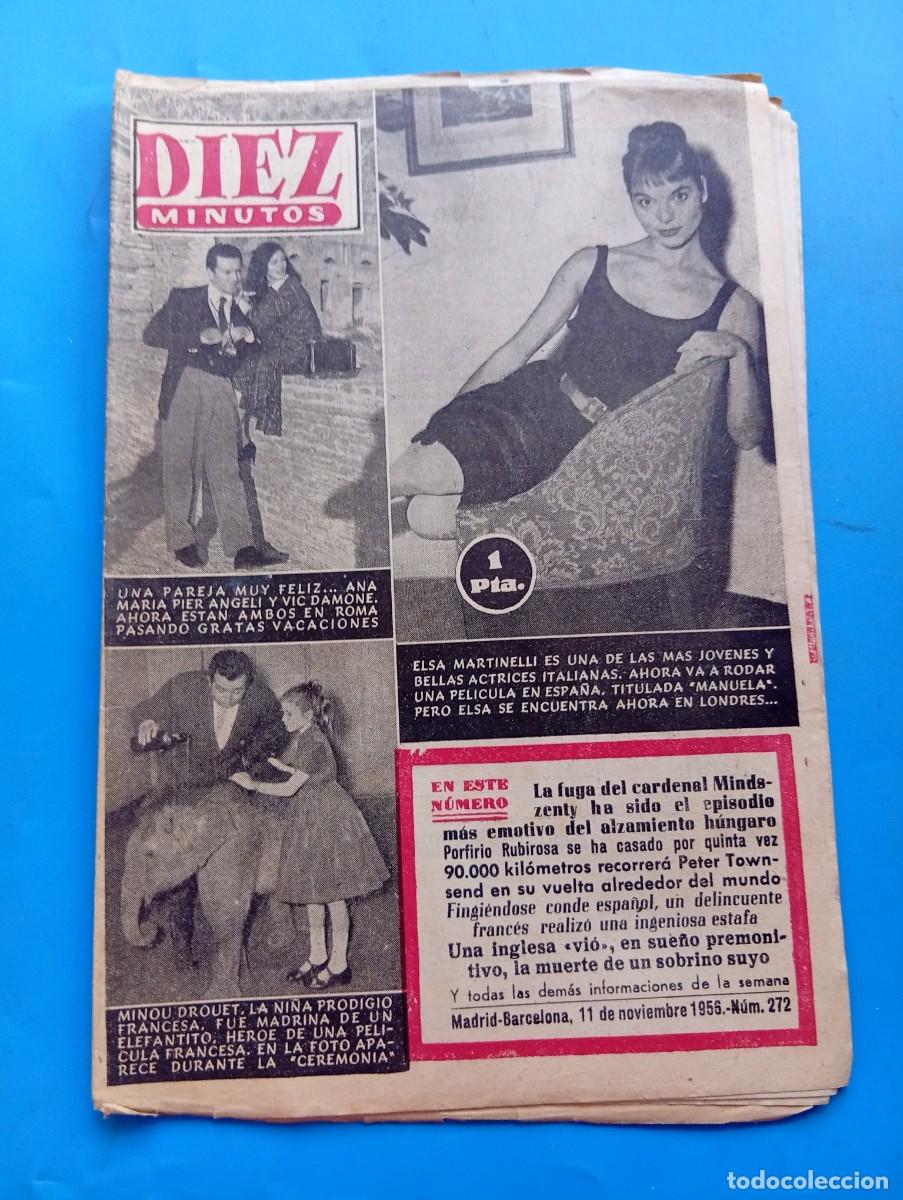 DIEZ
MINUTOS
UNA PAREJA MUY FELIZ... ANA
MARIA PIER ANGELI Y VIC DAMONE.
AHORA ESTAN AMBOS EN ROMA
PASANDO GRATAS VACACIONES
1
Pta.
ELSA MARTINELLI ES UNA DE LAS MAS JOVENES Y
BELLAS ACTRICES ITALIANAS. AHORA VA A RODAR
UNA PELICULA EN ESPAÑA, TITULADA "MANUELA".
PERO ELSA SE ENCUENTRA AHORA EN LONDRES...
MINOU DROUET, LA NIÑA PRODIGIO
FRANCESA, FUE MADRINA DE UN
ELEFANTITO, HEROE DE UNA PELI-
CULA FRANCESA. EN LA FOTO APA-
RECE DURANTE LA "CEREMONIA"
EN ESTE
NÚMERO
La fuga del cardenal Minds-
zenty ha sido el episodio
más emotivo del alzamiento húngaro
Porfirio Rubirosa se ha casado por quinta vez
90.000 kilómetros recorrerá Peter Town-
send en su vuelta alrededor del mundo
Fingiéndose conde español, un delincuente
francés realizó una ingeniosa estafa
Una inglesa «vió», en sueño premoni-
tivo, la muerte de un sobrino suyo
Y todas las demás informaciones de la semana
Madrid-Barcelona, 11 de noviembre 1956.-Núm. 272
todocoleccion